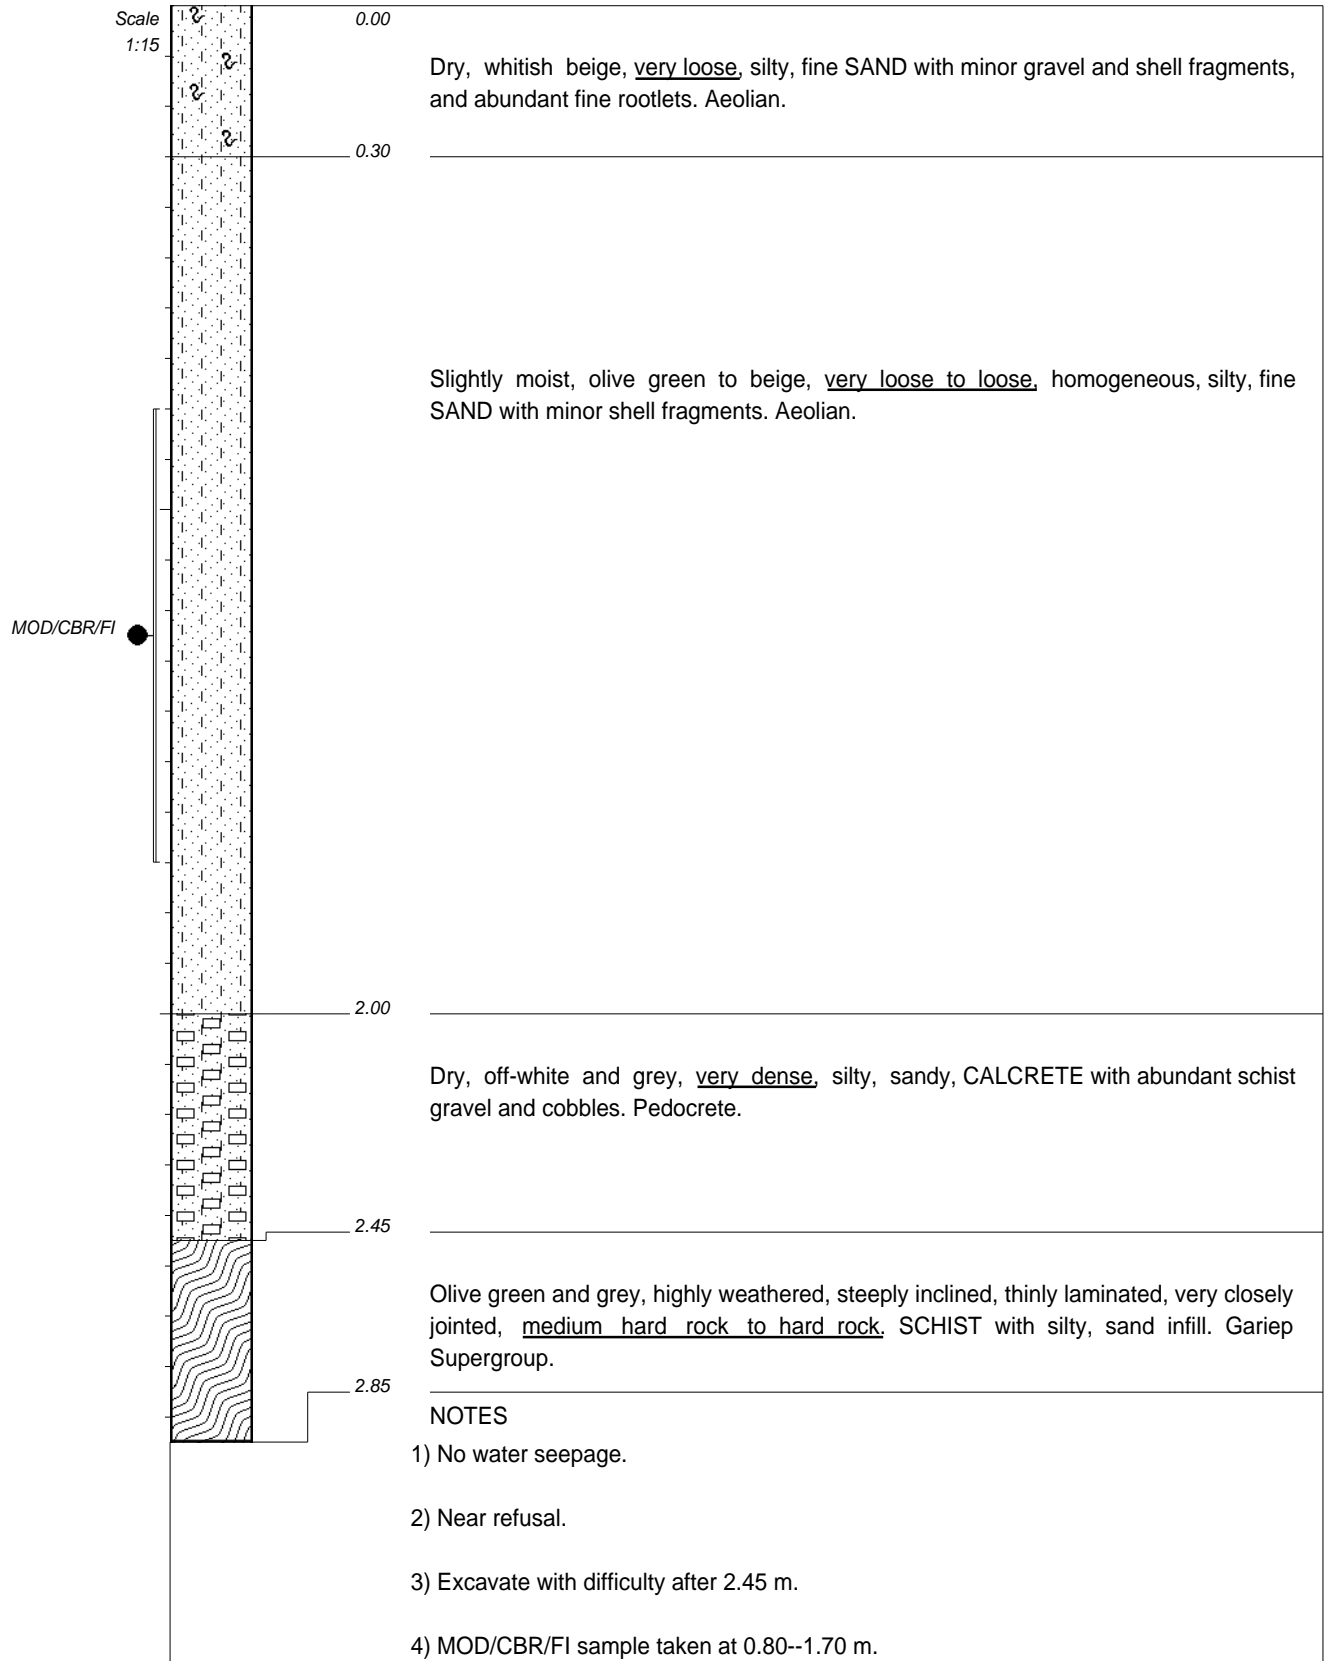 Scale
1:15
0.00
Dry, whitish beige, very loose, silty, fine SAND with minor gravel and shell fragments,
and abundant fine rootlets. Aeolian.
0.30
Slightly moist, olive green to beige, very loose to loose, homogeneous, silty, fine
SAND with minor shell fragments. Aeolian.
MOD/CBR/FI
2.00
Dry, off-white and grey, very dense, silty, sandy, CALCRETE with abundant schist
gravel and cobbles. Pedocrete.
2.45
Olive green and grey, highly weathered, steeply inclined, thinly laminated, very closely
jointed, medium hard rock to hard rock. SCHIST with silty, sand infill. Gariep
Supergroup.
2.85
NOTES
1) No water seepage.
2) Near refusal.
3) Excavate with difficulty after 2.45 m.
4) MOD/CBR/FI sample taken at 0.80--1.70 m.